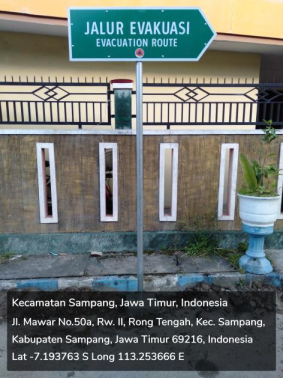 JALUR EVAKUASI
EVACUATION ROUTE
Kecamatan Sampang, Jawa Timur, Indonesia
Jl. Mawar No.50a, Rw. II, Rong Tengah, Kec. Sampang,
Kabupaten Sampang, Jawa Timur 69216, Indonesia
Lat -7.193763 S Long 113.253666 E